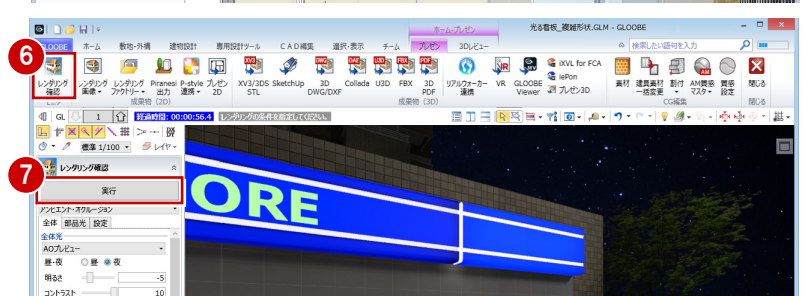 ホーム-プレゼン 光る看板_複雑形状.GLM - GLOOBE
GLOOBE ホーム 敷地・外構 建物設計 専用設計ツール CAD編集 選択・表示 チーム プレゼン 3Dレビュー 検索したい語句を入力
6
レンダリング確認 レンダリング画像 レンダリングファクトリー Piranesi出力 P-style連携 プレゼン2D XV3/3DS STL SketchUp 3D DWG/DXF Collada U3D FBX 3D PDF リアルウォーカー連携 VR GLOOBE Viewer iXVL for FCA iePon プレゼン3D 素材 建具素材一括変更 割付 AM質感マスタ 質感設定 閉じる
成果物 (2D) 成果物 (3D) CG編集 閉じる
GL 1 経過時間: 00:00:56.4 レンダリングの条件を指定してください。
標準 1/100 レイヤ
7
レンダリング確認
実行
アンビエント・オクルージョン
全体 部品光 設定
全体光
AOプレビュー
昼・夜 昼 夜
明るさ -5
コントラスト 10
ORE